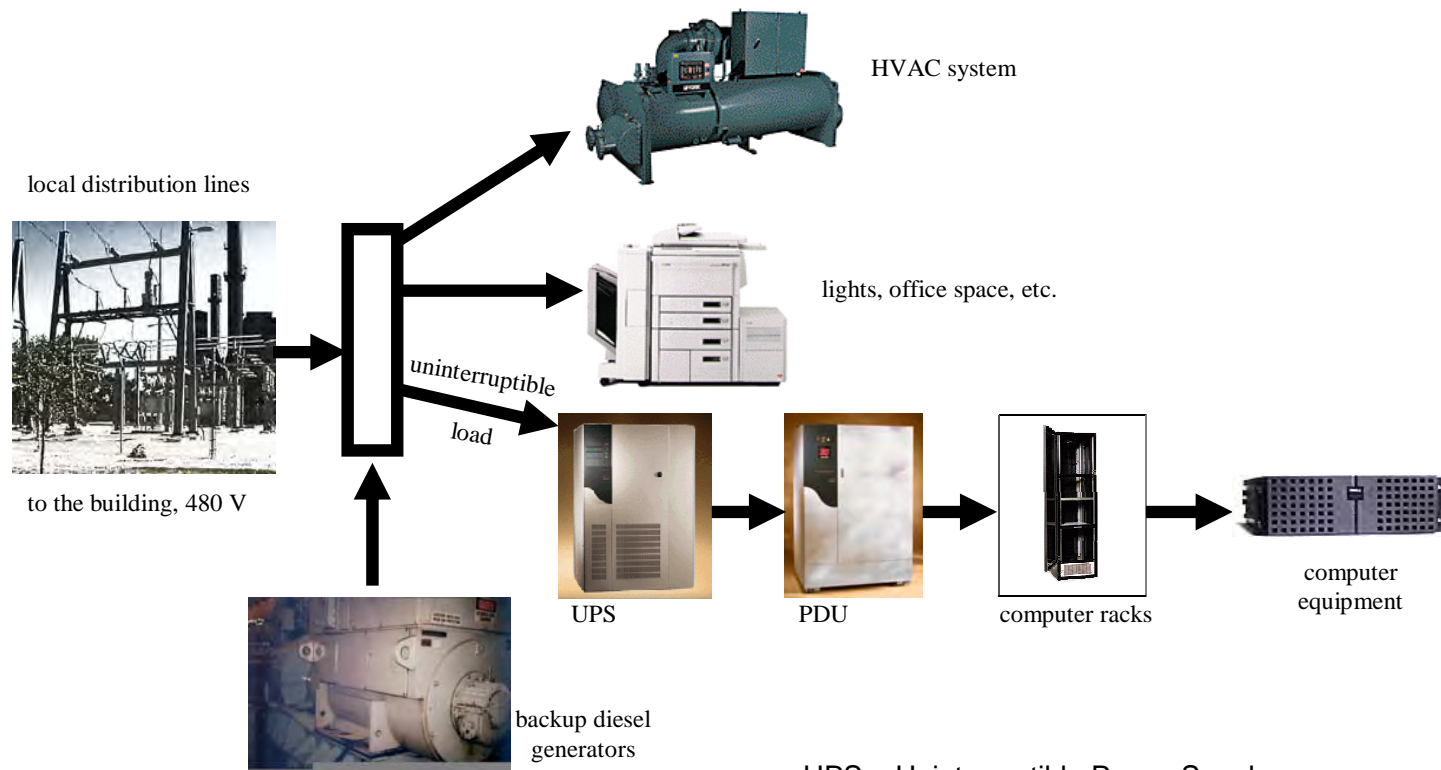 HVAC system
local distribution lines
lights, office space, etc.
uninterruptible
load
to the building, 480 V
UPS
PDU
computer racks
computer
equipment
backup diesel
generators